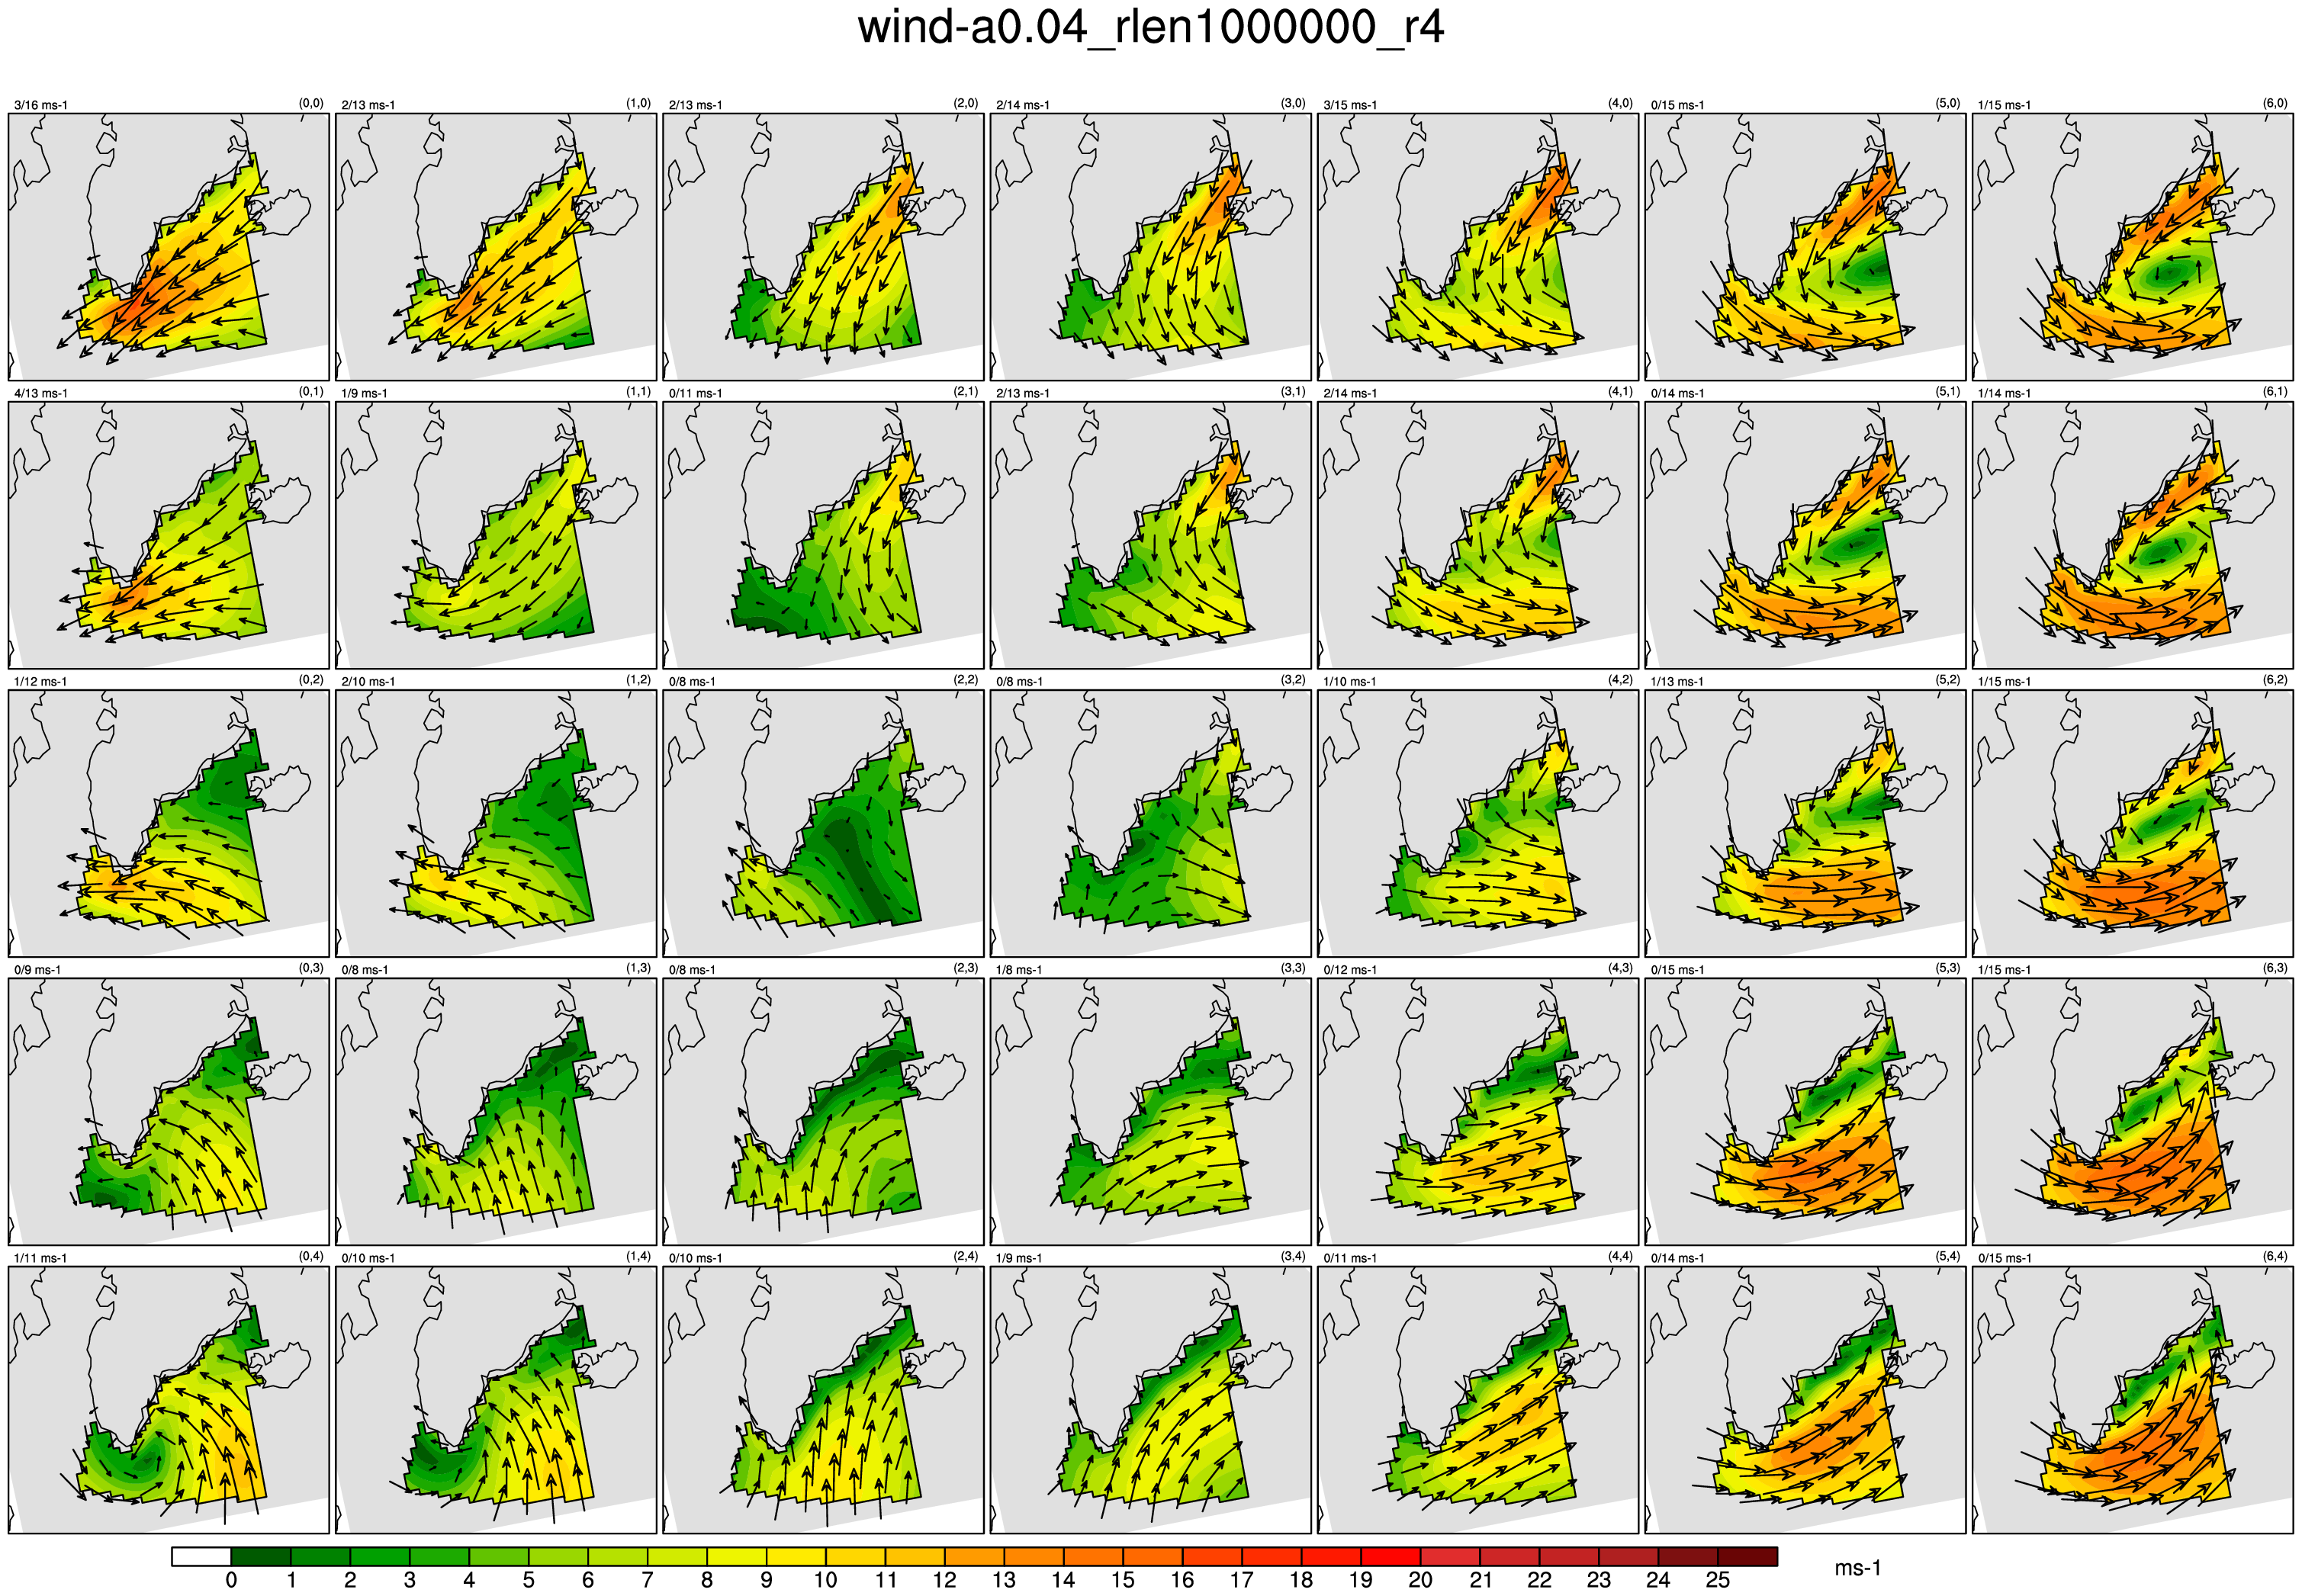 wind-a0.04_rlen1000000_r4
3/16 ms-1 (0,0) 2/13 ms-1 (1,0) 2/13 ms-1 (2,0) 2/14 ms-1 (3,0) 3/15 ms-1 (4,0) 0/15 ms-1 (5,0) 1/15 ms-1 (6,0)
4/13 ms-1 (0,1) 1/9 ms-1 (1,1) 0/11 ms-1 (2,1) 2/13 ms-1 (3,1) 2/14 ms-1 (4,1) 0/14 ms-1 (5,1) 1/14 ms-1 (6,1)
1/12 ms-1 (0,2) 2/10 ms-1 (1,2) 0/8 ms-1 (2,2) 0/8 ms-1 (3,2) 1/10 ms-1 (4,2) 1/13 ms-1 (5,2) 1/15 ms-1 (6,2)
0/9 ms-1 (0,3) 0/8 ms-1 (1,3) 0/8 ms-1 (2,3) 1/8 ms-1 (3,3) 0/12 ms-1 (4,3) 0/15 ms-1 (5,3) 1/15 ms-1 (6,3)
1/11 ms-1 (0,4) 0/10 ms-1 (1,4) 0/10 ms-1 (2,4) 1/9 ms-1 (3,4) 0/11 ms-1 (4,4) 0/14 ms-1 (5,4) 0/15 ms-1 (6,4)
0 1 2 3 4 5 6 7 8 9 10 11 12 13 14 15 16 17 18 19 20 21 22 23 24 25 ms-1